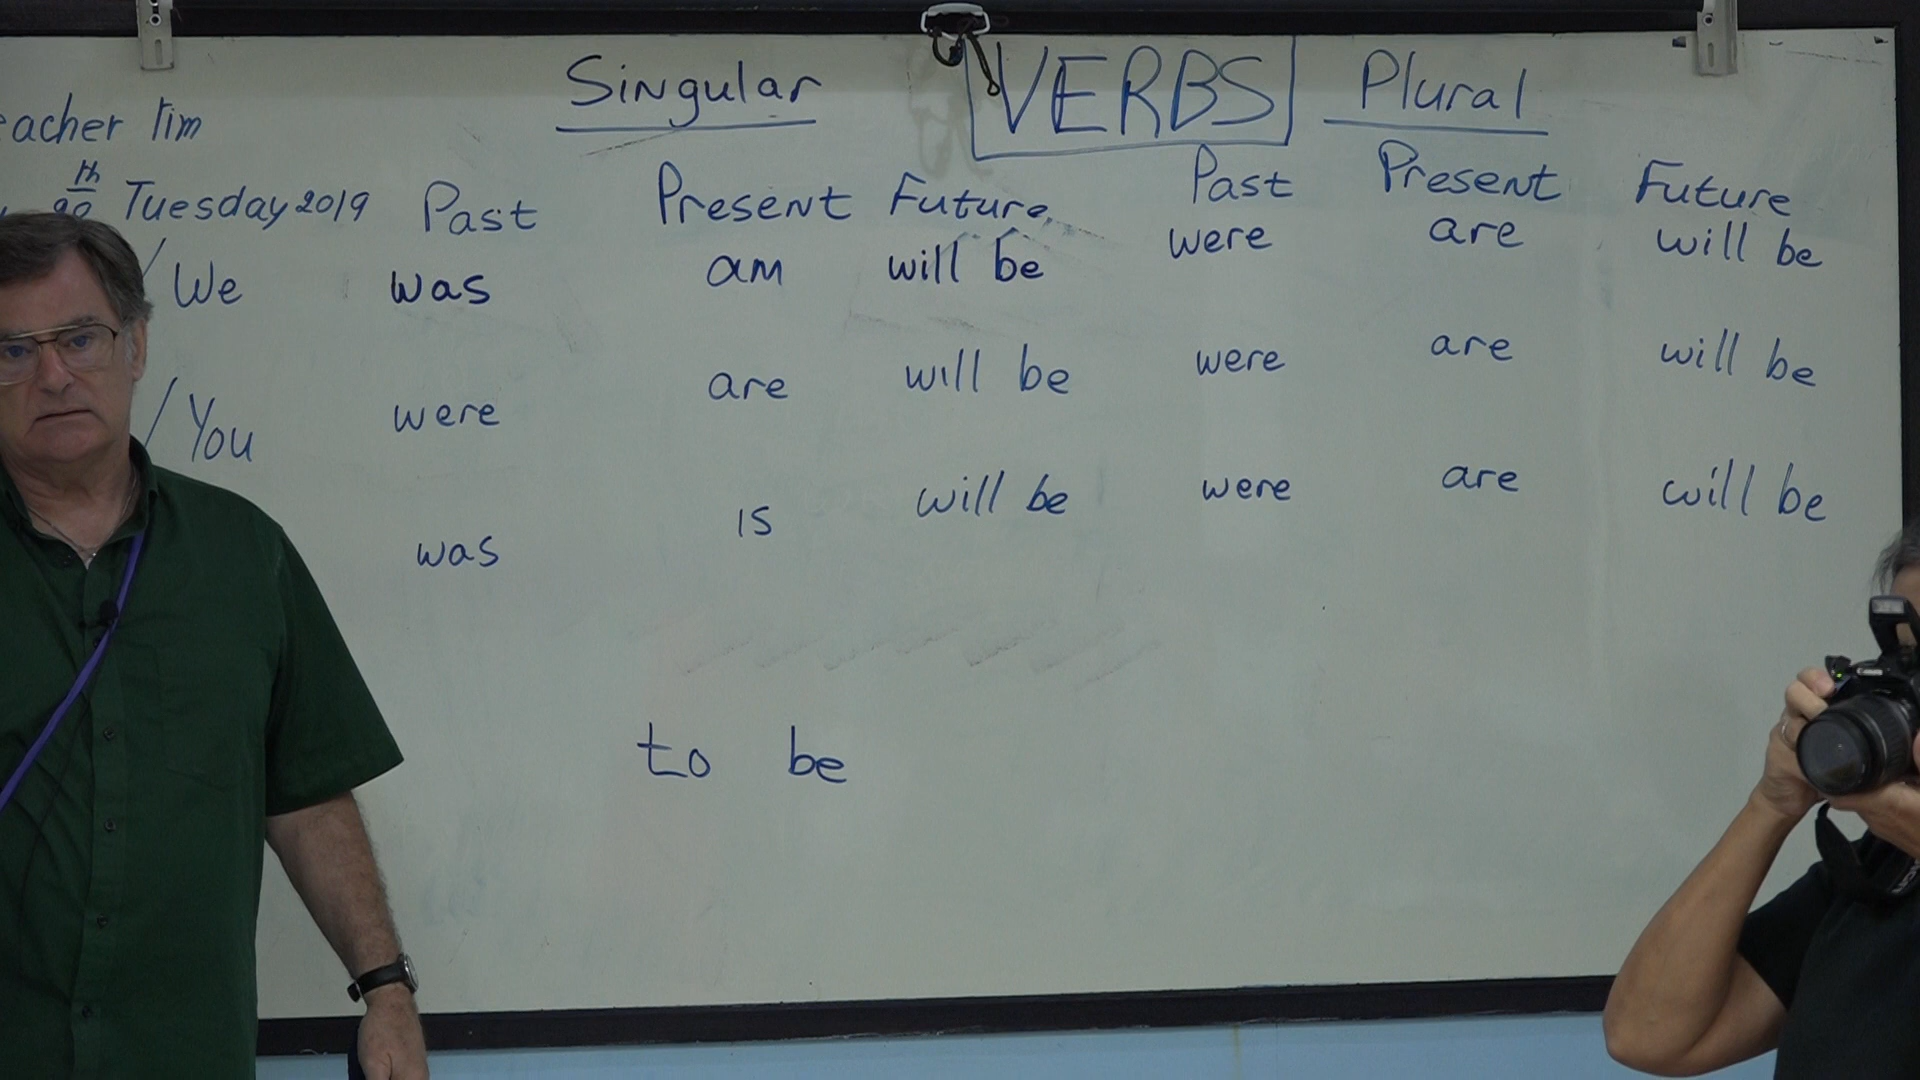 Singular VERBS Plural
eacher Tim
th
Tuesday 2019
Past Present Future Past Present Future
/ We was am will be were are will be
/ You were are will be were are will be
was is will be were are will be
to be
Canon